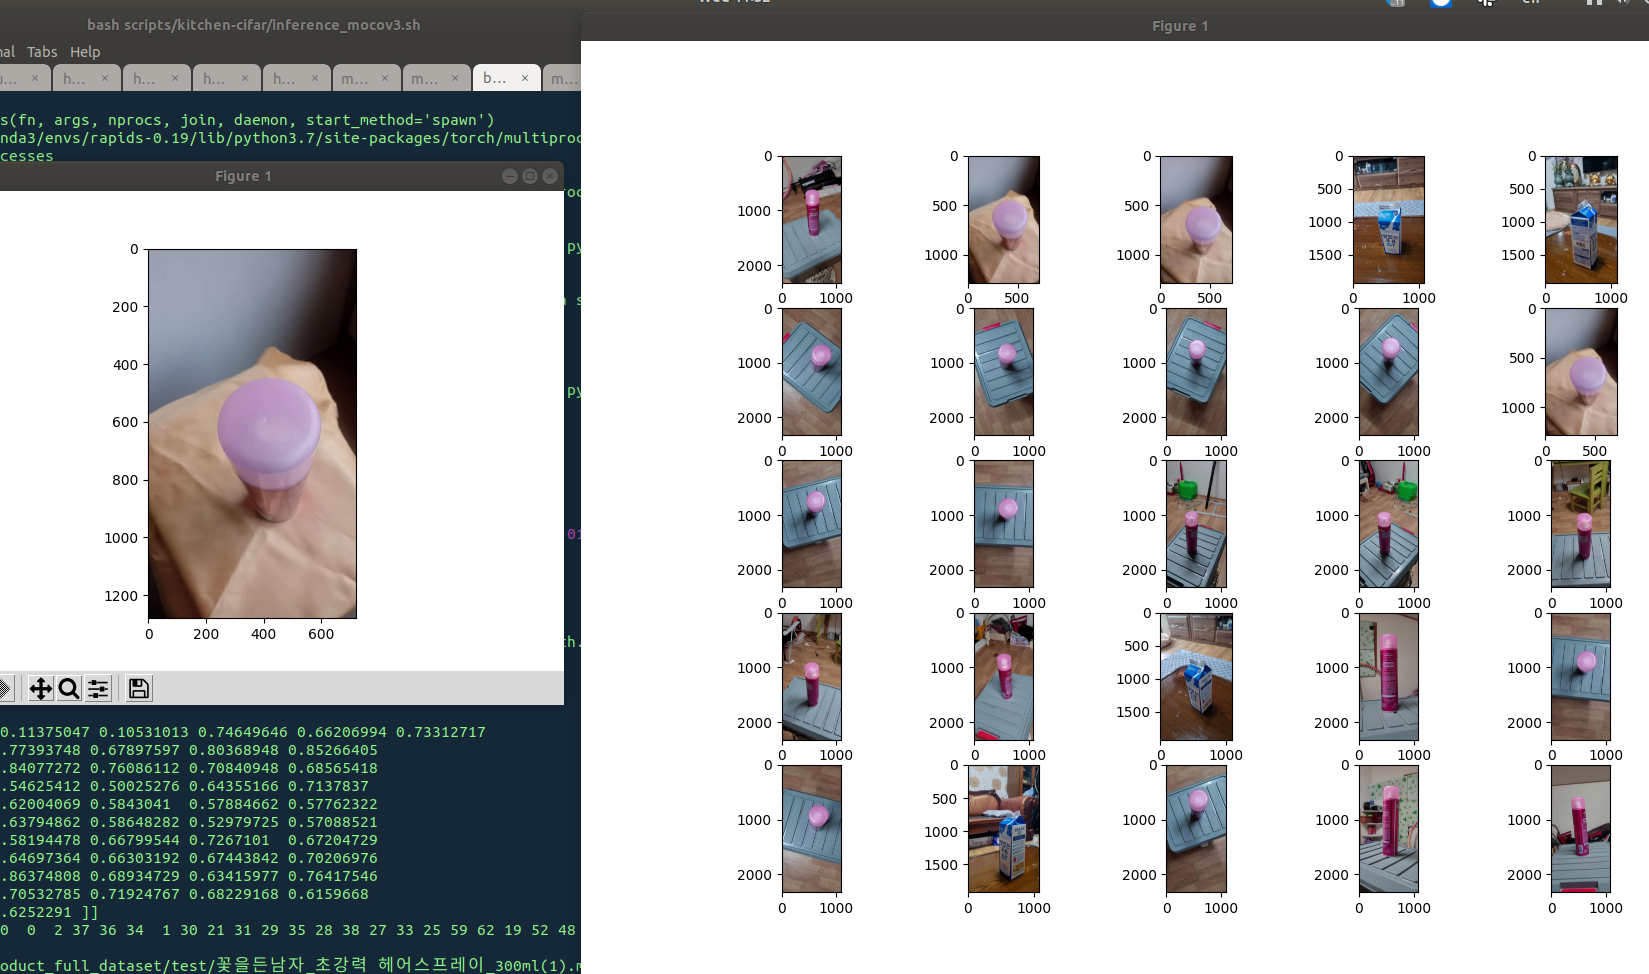 bash scripts/kitchen-cifar/inference_mocov3.sh
Tabs Help
h... × h... × h... × h... × m... × m... × b... × m...
s(fn, args, nprocs, join, daemon, start_method='spawn')
nda3/envs/rapids-0.19/lib/python3.7/site-packages/torch/multiproc
cesses
Figure 1
0
200
400
600
800
1000
1200
0 200 400 600
0.11375047 0.10531013 0.74649646 0.66206994 0.73312717
.77393748 0.67897597 0.80368948 0.85266405
.84077272 0.76086112 0.70840948 0.68565418
.54625412 0.50025276 0.64355166 0.7137837
.62004069 0.5843041 0.57884662 0.57762322
.63794862 0.58648282 0.52979725 0.57088521
.58194478 0.66799544 0.7267101 0.67204729
.64697364 0.66303192 0.67443842 0.70206976
.86374808 0.68934729 0.63415977 0.76417546
.70532785 0.71924767 0.68229168 0.6159668
.6252291 ]]
0 0 2 37 36 34 1 30 21 31 29 35 28 38 27 33 25 59 62 19 52 48
oduct_full_dataset/test/꽃을든남자_초강력 헤어스프레이_300ml(1).m
Figure 1
0 0 0 0 0
500 500
1000 500 500 1000 1000
2000 1000 1000 1500 1500
0 1000 0 500 0 500 0 1000 0 1000
0 0 0 0 0
1000 1000 1000 1000 500
2000 2000 2000 2000 1000
0 1000 0 1000 0 1000 0 1000 0 500
0 0 0 0 0
1000 1000 1000 1000 1000
2000 2000 2000 2000 2000
0 1000 0 1000 0 1000 0 1000 0 1000
0 0 0 0 0
500
1000 1000 1000 1000 1000
2000 2000 1500 2000 2000
0 1000 0 1000 0 1000 0 1000 0 1000
0 0 0 0 0
500
1000 1000 1000 1000 1000
2000 1500 2000 2000 2000
0 1000 0 1000 0 1000 0 1000 0 1000